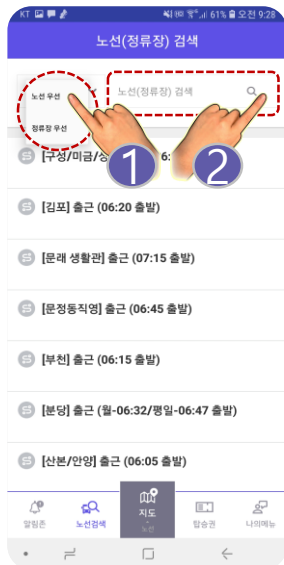 KT 61% 오전 9:28
노선(정류장) 검색
노선 우선
노선(정류장) 검색
정류장 우선
1 2
[구성/미금/
[김포] 출근 (06:20 출발)
[문래 생활관] 출근 (07:15 출발)
[문정동직영] 출근 (06:45 출발)
[부천] 출근 (06:15 출발)
[분당] 출근 (월-06:32/평일-06:47 출발)
[산본/안양] 출근 (06:05 출발)
알림존 노선검색 지도 탑승권 나의메뉴
노선